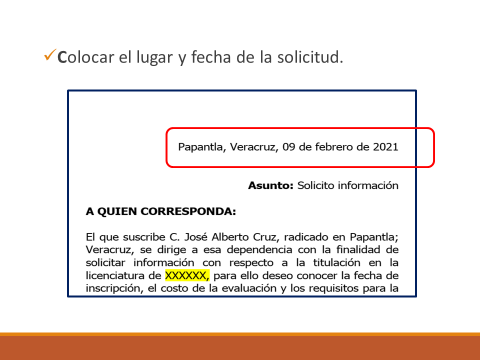 ✓Colocar el lugar y fecha de la solicitud.
Papantla, Veracruz, 09 de febrero de 2021
Asunto: Solicito información
A QUIEN CORRESPONDA:
El que suscribe C. José Alberto Cruz, radicado en Papantla;
Veracruz, se dirige a esa dependencia con la finalidad de
solicitar información con respecto a la titulación en la
licenciatura de XXXXXX, para ello deseo conocer la fecha de
inscripción, el costo de la evaluación y los requisitos para la